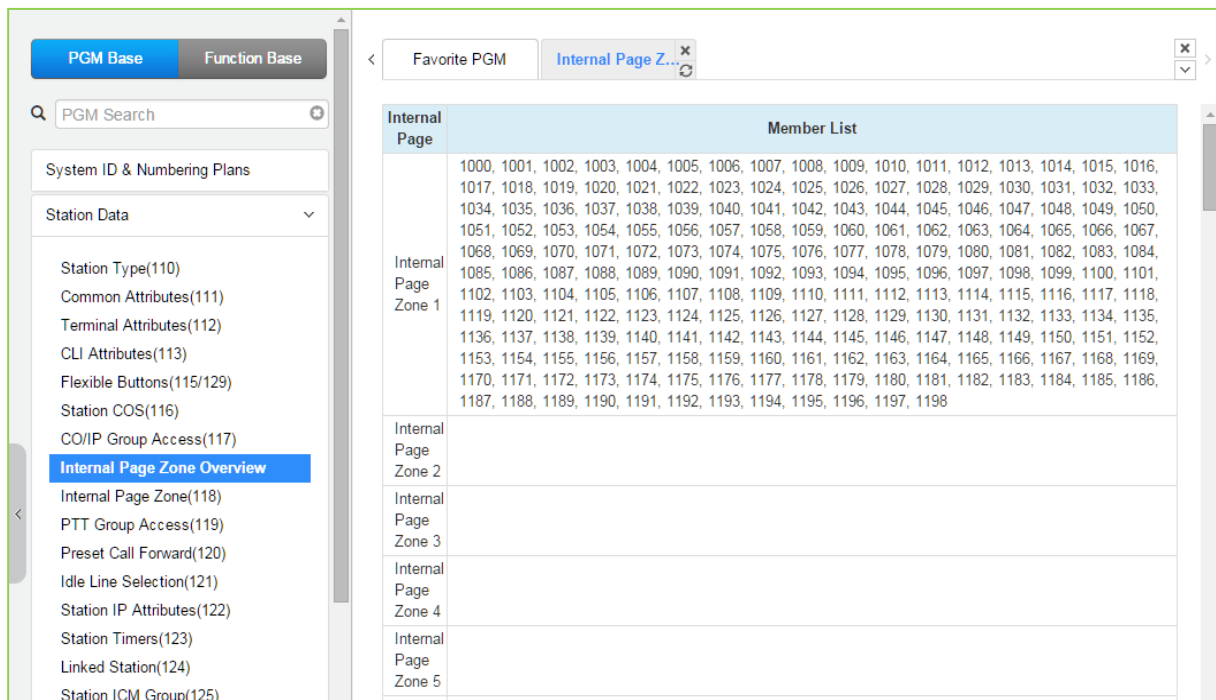 PGM Base
Function Base
PGM Search
System ID & Numbering Plans
Station Data
Station Type(110)
Common Attributes(111)
Terminal Attributes(112)
CLI Attributes(113)
Flexible Buttons(115/129)
Station COS(116)
CO/IP Group Access(117)
Internal Page Zone Overview
Internal Page Zone(118)
PTT Group Access(119)
Preset Call Forward(120)
Idle Line Selection(121)
Station IP Attributes(122)
Station Timers(123)
Linked Station(124)
Station ICM Group(125)
Favorite PGM
Internal Page Z...
Internal
Page
Member List
Internal
Page
Zone 1
1000, 1001, 1002, 1003, 1004, 1005, 1006, 1007, 1008, 1009, 1010, 1011, 1012, 1013, 1014, 1015, 1016,
1017, 1018, 1019, 1020, 1021, 1022, 1023, 1024, 1025, 1026, 1027, 1028, 1029, 1030, 1031, 1032, 1033,
1034, 1035, 1036, 1037, 1038, 1039, 1040, 1041, 1042, 1043, 1044, 1045, 1046, 1047, 1048, 1049, 1050,
1051, 1052, 1053, 1054, 1055, 1056, 1057, 1058, 1059, 1060, 1061, 1062, 1063, 1064, 1065, 1066, 1067,
1068, 1069, 1070, 1071, 1072, 1073, 1074, 1075, 1076, 1077, 1078, 1079, 1080, 1081, 1082, 1083, 1084,
1085, 1086, 1087, 1088, 1089, 1090, 1091, 1092, 1093, 1094, 1095, 1096, 1097, 1098, 1099, 1100, 1101,
1102, 1103, 1104, 1105, 1106, 1107, 1108, 1109, 1110, 1111, 1112, 1113, 1114, 1115, 1116, 1117, 1118,
1119, 1120, 1121, 1122, 1123, 1124, 1125, 1126, 1127, 1128, 1129, 1130, 1131, 1132, 1133, 1134, 1135,
1136, 1137, 1138, 1139, 1140, 1141, 1142, 1143, 1144, 1145, 1146, 1147, 1148, 1149, 1150, 1151, 1152,
1153, 1154, 1155, 1156, 1157, 1158, 1159, 1160, 1161, 1162, 1163, 1164, 1165, 1166, 1167, 1168, 1169,
1170, 1171, 1172, 1173, 1174, 1175, 1176, 1177, 1178, 1179, 1180, 1181, 1182, 1183, 1184, 1185, 1186,
1187, 1188, 1189, 1190, 1191, 1192, 1193, 1194, 1195, 1196, 1197, 1198
Internal
Page
Zone 2
Internal
Page
Zone 3
Internal
Page
Zone 4
Internal
Page
Zone 5